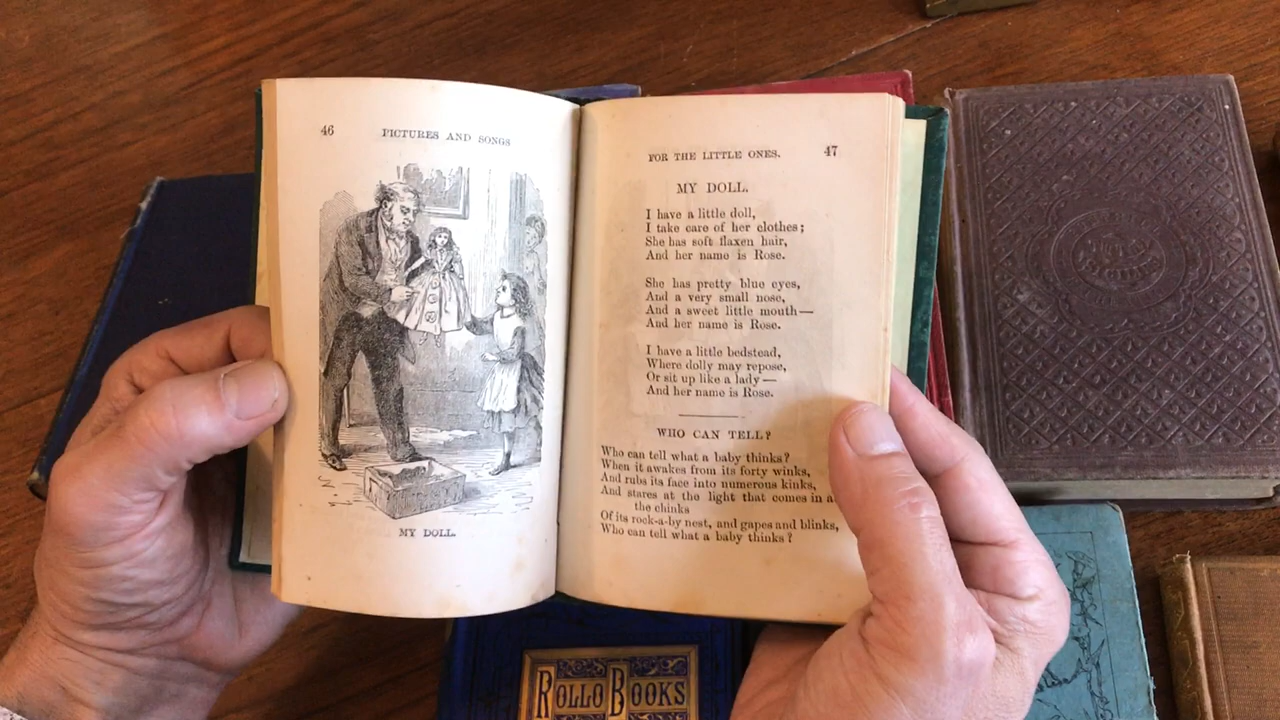 46
PICTURES AND SONGS
MY DOLL.
FOR THE LITTLE ONES.
47
MY DOLL.
I have a little doll,
I take care of her clothes;
She has soft flaxen hair,
And her name is Rose.
She has pretty blue eyes,
And a very small nose,
And a sweet little mouth—
And her name is Rose.
I have a little bedstead,
Where dolly may repose,
Or sit up like a lady—
And her name is Rose.
WHO CAN TELL?
Who can tell what a baby thinks?
When it awakes from its forty winks,
And rubs its face into numerous kinks,
And stares at the light that comes in at
the chinks
Of its rock-a-by nest, and gapes and blinks,
Who can tell what a baby thinks?
ROLLO BOOKS